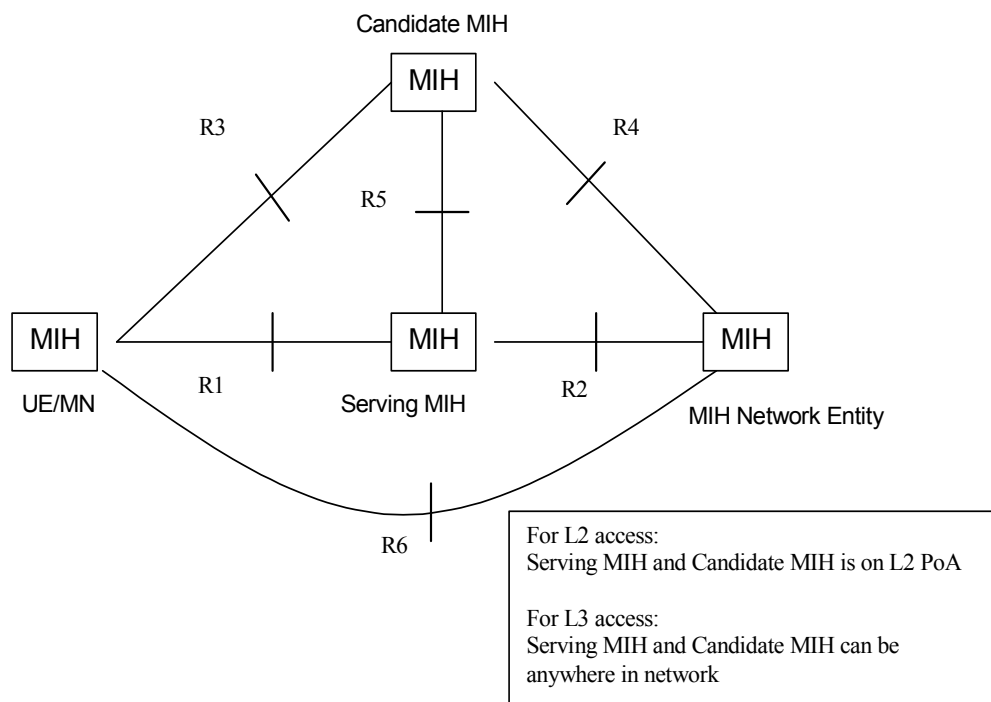 Candidate MIH
MIH
R3
R4
R5
MIH
MIH
MIH
R1
R2
UE/MN
Serving MIH
MIH Network Entity
R6
For L2 access:
Serving MIH and Candidate MIH is on L2 PoA
For L3 access:
Serving MIH and Candidate MIH can be
anywhere in network